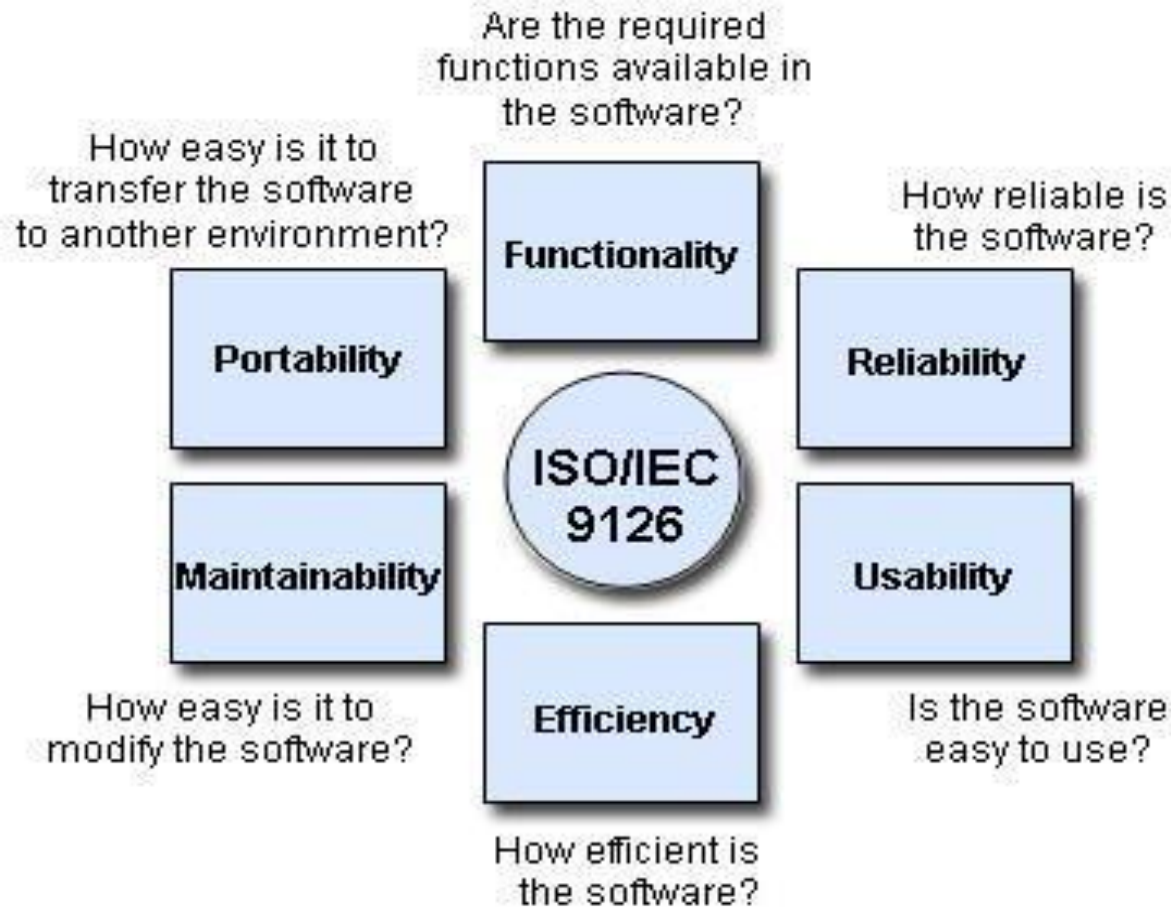 Are the required
functions available in
the software?
How easy is it to
transfer the software
to another environment?
Functionality
How reliable is
the software?
Portability
Reliability
ISO/IEC
9126
Maintainability
Usability
How easy is it to
modify the software?
Efficiency
Is the software
easy to use?
How efficient is
the software?